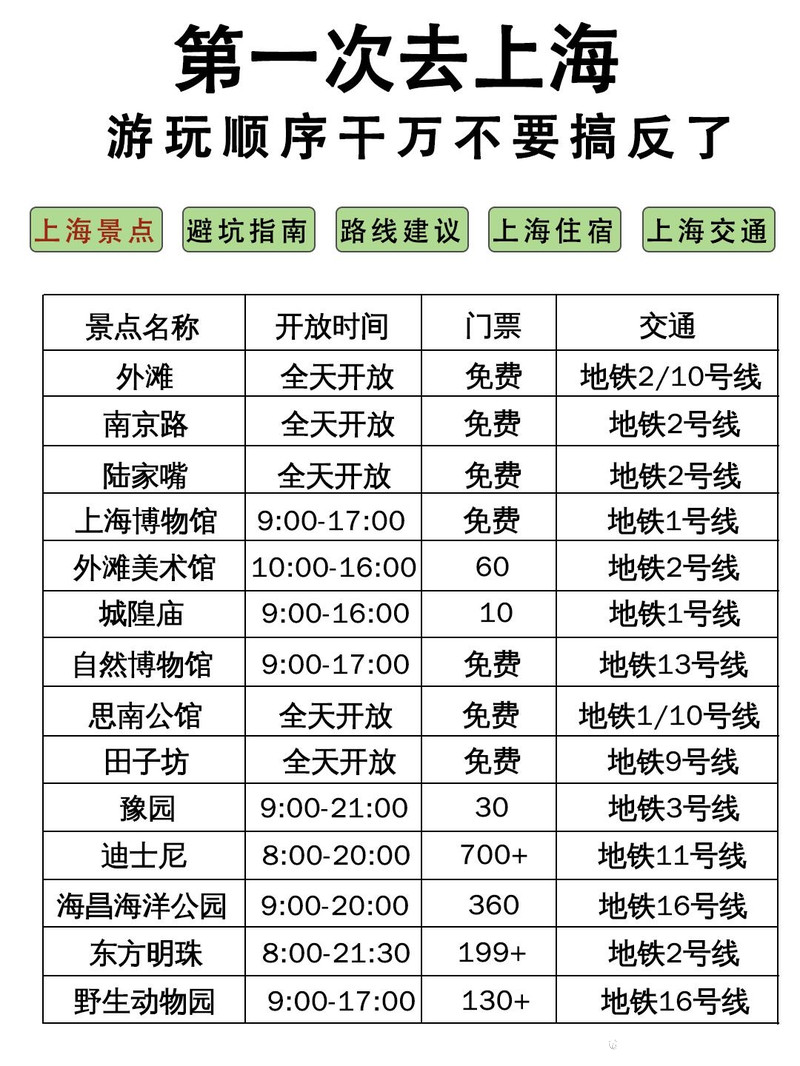 第一次去上海
游玩顺序干万不要搞反了
上海景点 避坑指南 路线建议 上海住宿 上海交通
景点名称 开放时间 门票 交通
外滩 全天开放 免费 地铁2/10号线
南京路 全天开放 免费 地铁2号线
陆家嘴 全天开放 免费 地铁2号线
上海博物馆 9:00-17:00 免费 地铁1号线
外滩美术馆 10:00-16:00 60 地铁2号线
城隍庙 9:00-16:00 10 地铁1号线
自然博物馆 9:00-17:00 免费 地铁13号线
思南公馆 全天开放 免费 地铁1/10号线
田子坊 全天开放 免费 地铁9号线
豫园 9:00-21:00 30 地铁3号线
迪士尼 8:00-20:00 700+ 地铁11号线
海昌海洋公园 9:00-20:00 360 地铁16号线
东方明珠 8:00-21:30 199+ 地铁2号线
野生动物园 9:00-17:00 130+ 地铁16号线